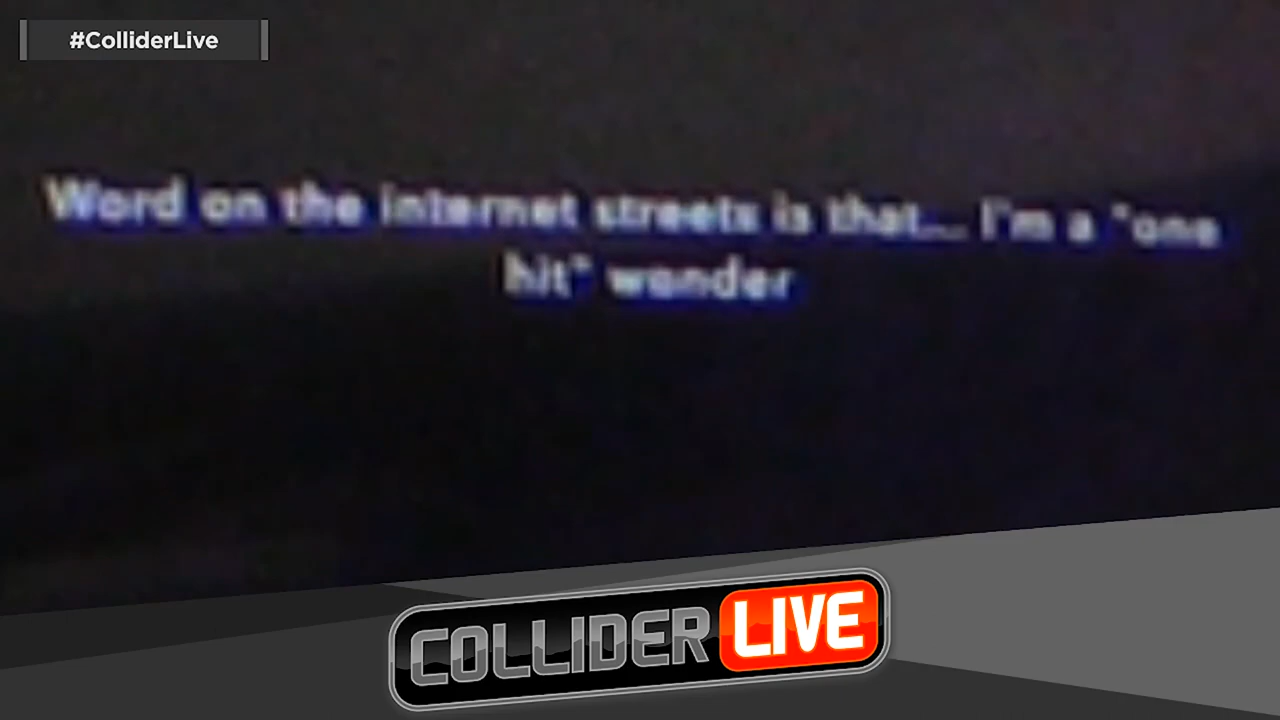 #ColliderLive
Word on the internet streets is that... I'm a "one
hit" wonder
COLLIDER LIVE